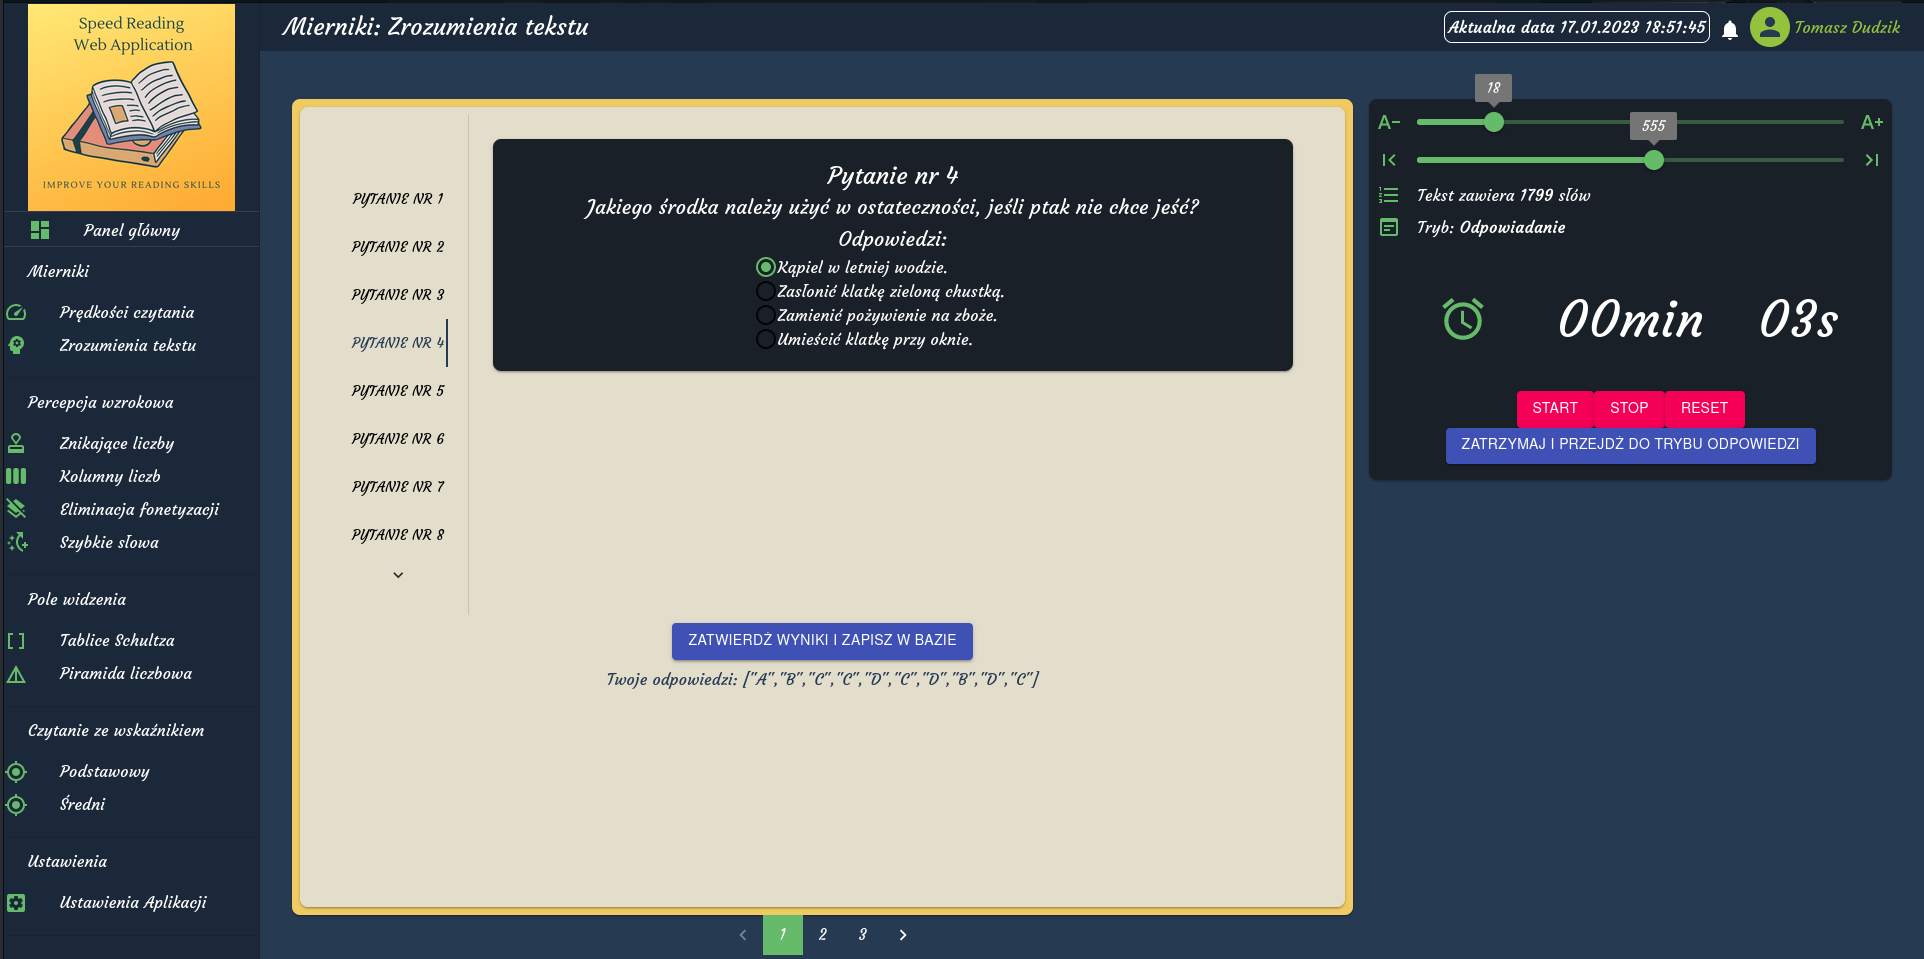 Speed Reading
Web Application
IMPROVE YOUR READING SKILLS
Panel główny
Mierniki
Prędkości czytania
Zrozumienia tekstu
Percepcja wzrokowa
Znikające liczby
Kolumny liczb
Eliminacja fonetyzacji
Szybkie słowa
Pole widzenia
Tablice Schultza
Piramida liczbowa
Czytanie ze wskaźnikiem
Podstawowy
Średni
Ustawienia
Ustawienia Aplikacji
Mierniki: Zrozumienia tekstu
Aktualna data 17.01.2023 18:51:45
Tomasz Dudzik
PYTANIE NR 1
PYTANIE NR 2
PYTANIE NR 3
PYTANIE NR 4
PYTANIE NR 5
PYTANIE NR 6
PYTANIE NR 7
PYTANIE NR 8
Pytanie nr 4
Jakiego środka należy użyć w ostateczności, jeśli ptak nie chce jeść?
Odpowiedzi:
Kąpiel w letniej wodzie.
Zasłonić klatkę zieloną chustką.
Zamienić pożywienie na zboże.
Umieścić klatkę przy oknie.
ZATWIERDŹ WYNIKI I ZAPISZ W BAZIE
Twoje odpowiedzi: ["A","B","C","C","D","C","D","B","D","C"]
1 2 3
18
A- A+
555
Tekst zawiera 1799 słów
Tryb: Odpowiadanie
00min 03s
START STOP RESET
ZATRZYMAJ I PRZEJDŹ DO TRYBU ODPOWIEDZI